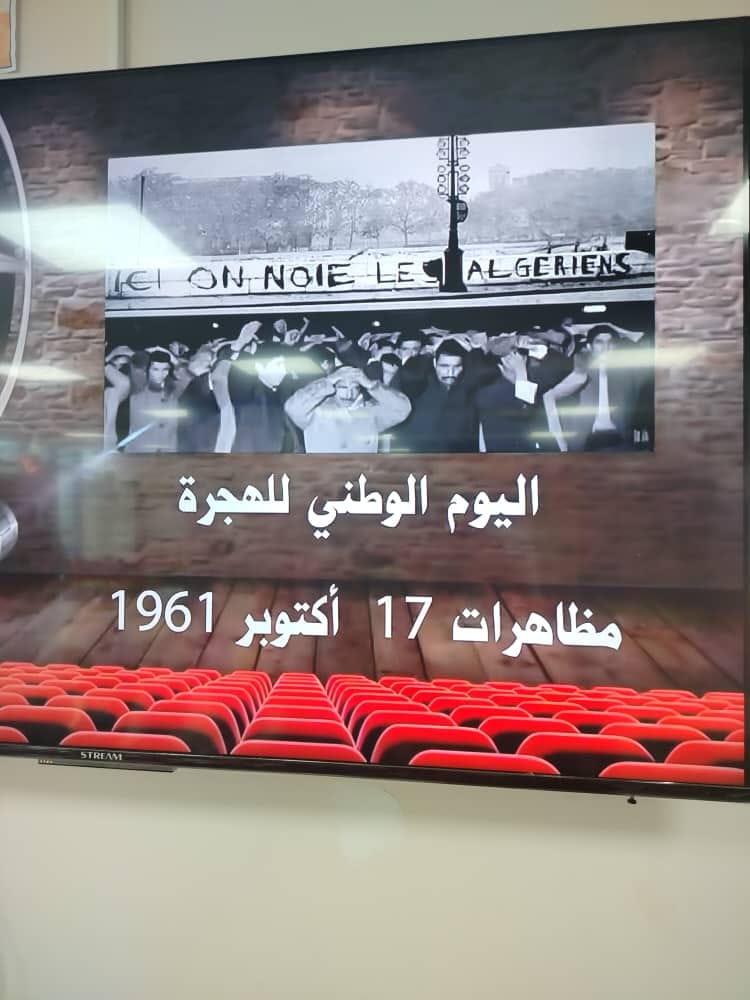 ICI ON NOIE LES ALGERIENS
اليوم الوطني للهجرة
مظاهرات 17 أكتوبر 1961
STREAM